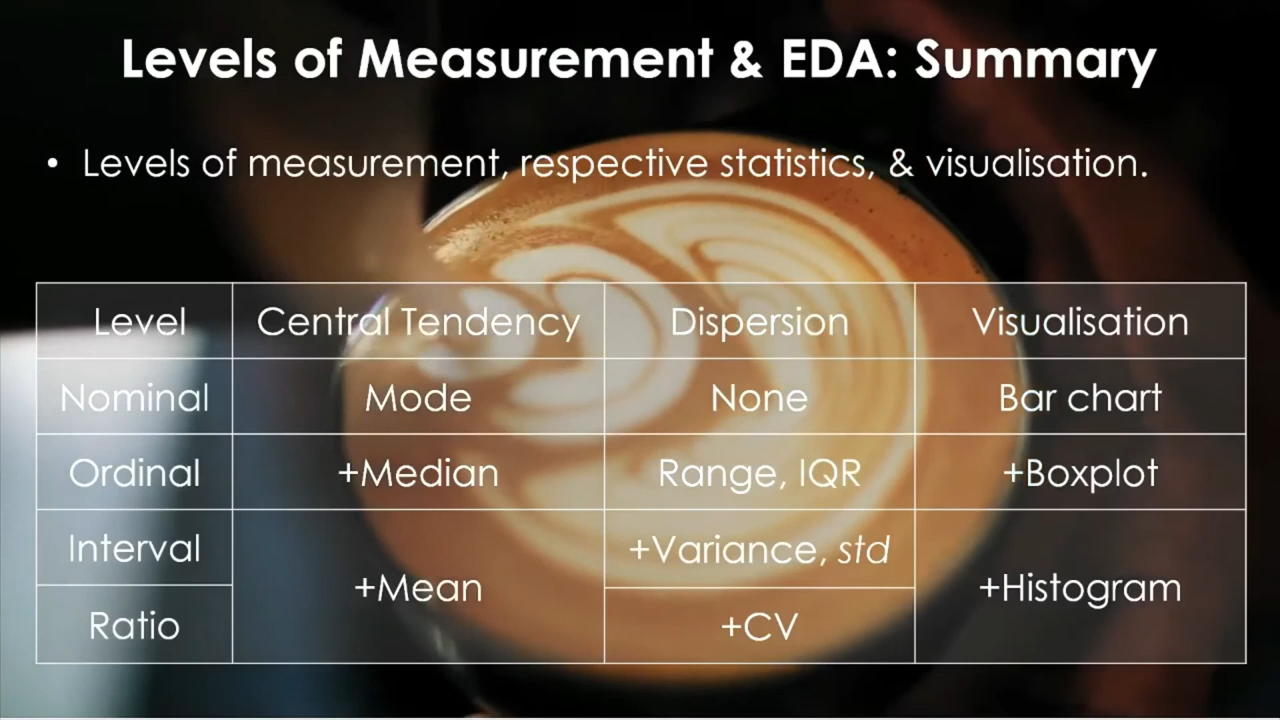 Levels of Measurement & EDA: Summary
• Levels of measurement, respective statistics, & visualisation.
Level Central Tendency Dispersion Visualisation
Nominal Mode None Bar chart
Ordinal +Median Range, IQR +Boxplot
Interval +Variance, std
+Mean +Histogram
Ratio +CV